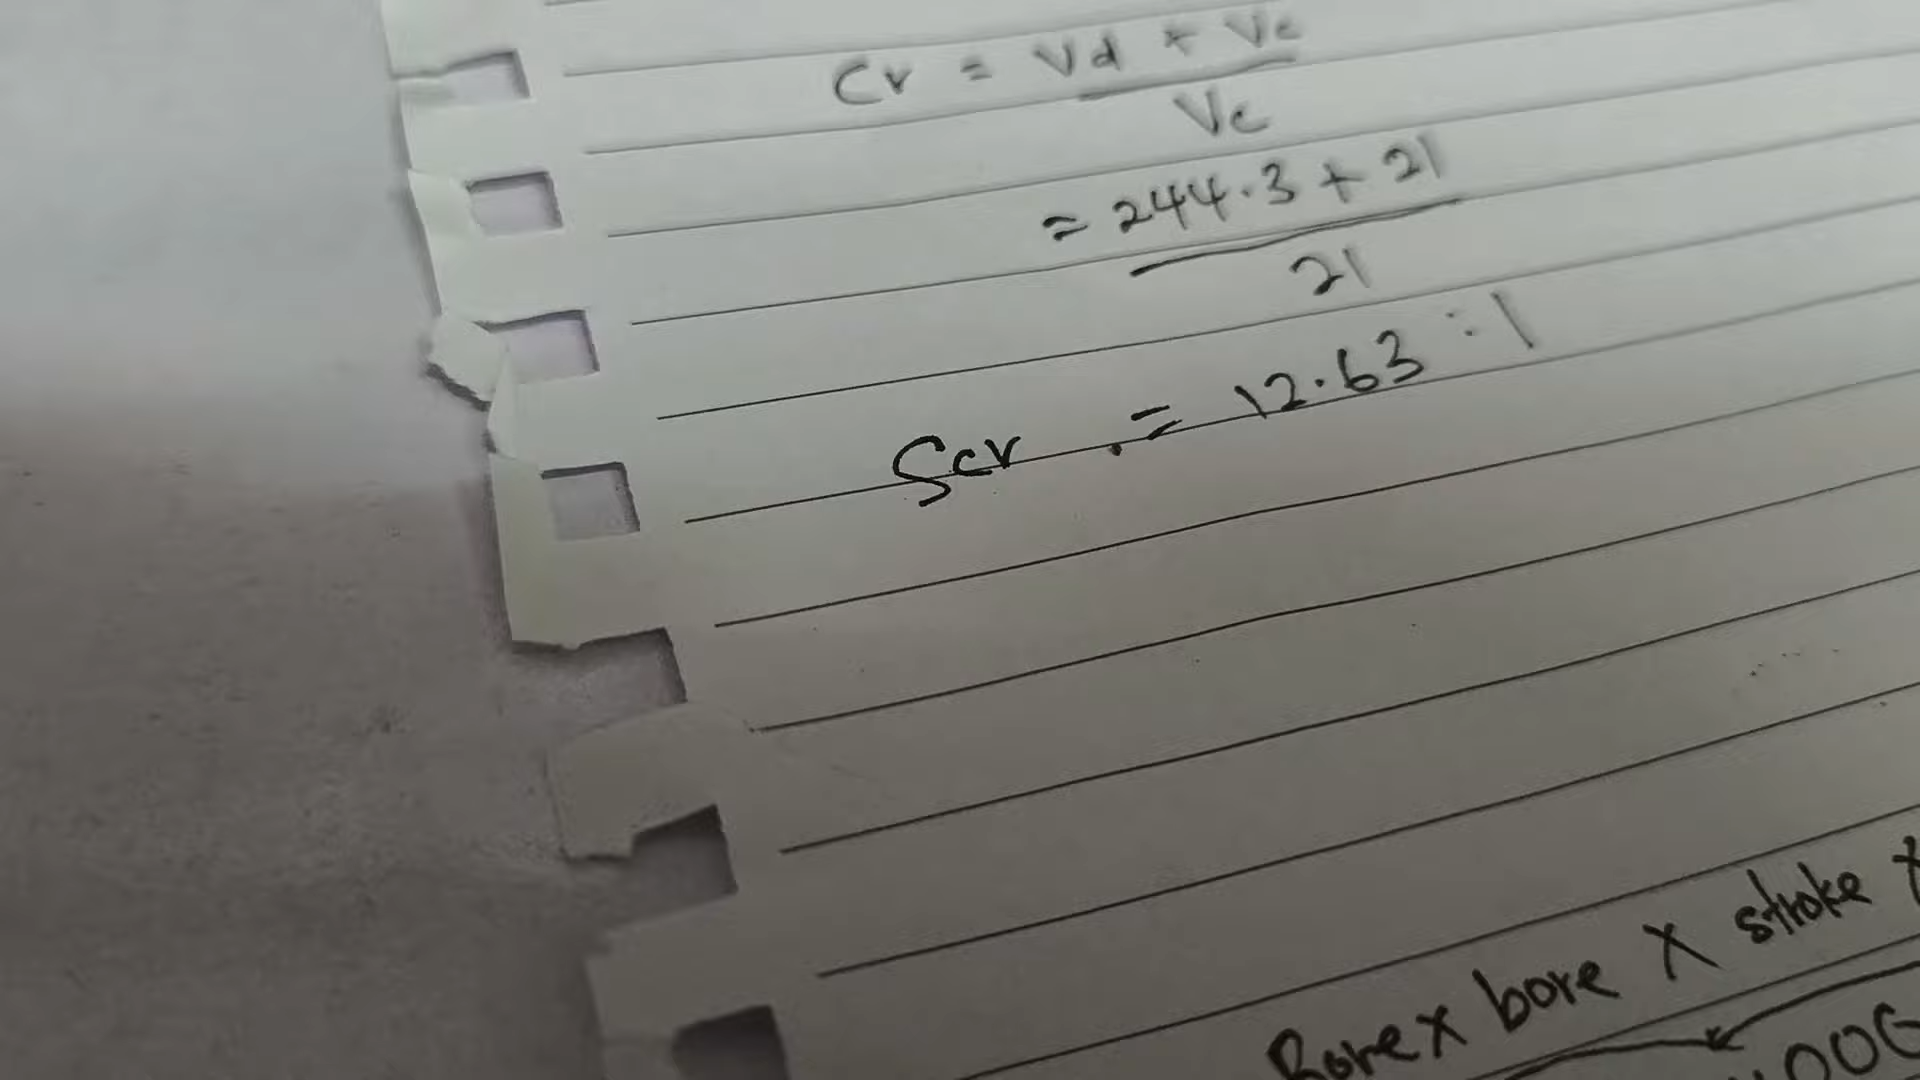 Cr = Vd + Vc
Vc
= 244.3 + 21
21
Scr .= 12.63 : 1
Bore x bore x stroke x